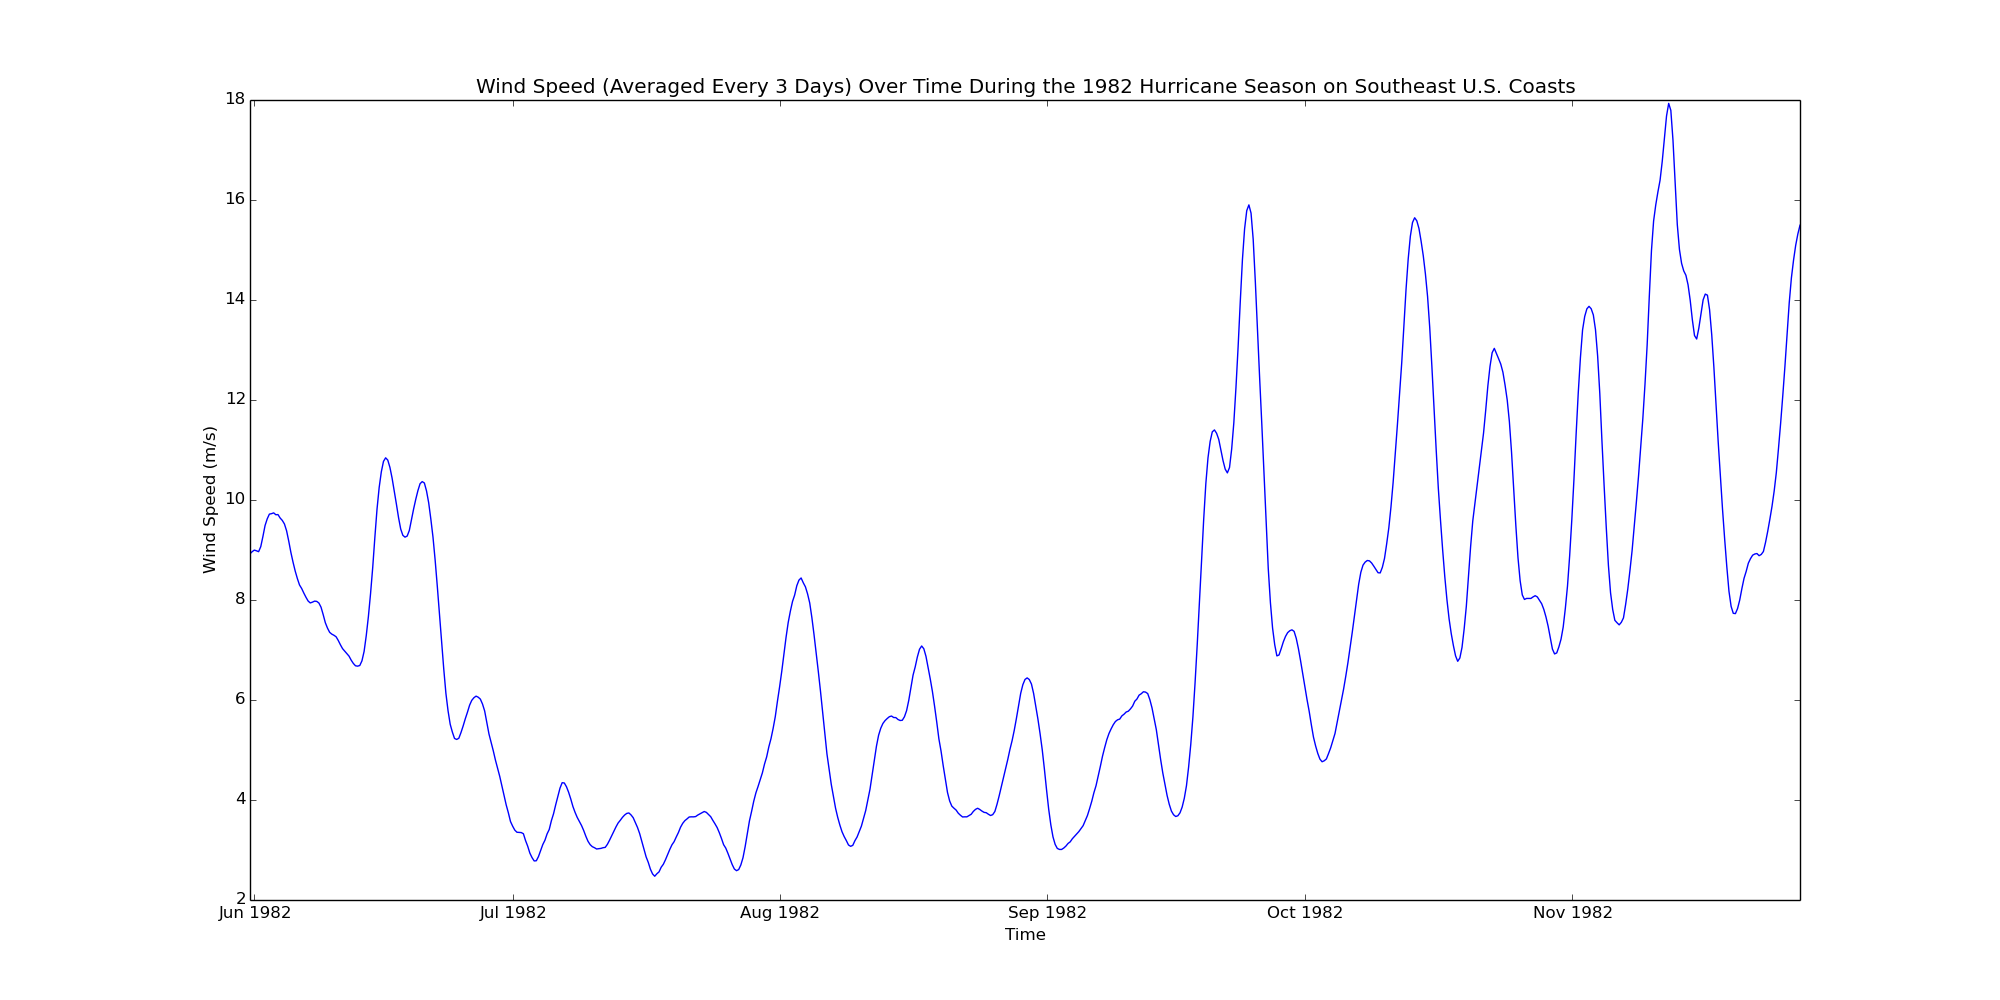 Wind Speed (Averaged Every 3 Days) Over Time During the 1982 Hurricane Season on Southeast U.S. Coasts
18
16
14
12
10
8
6
4
2
Wind Speed (m/s)
Jun 1982 Jul 1982 Aug 1982 Sep 1982 Oct 1982 Nov 1982
Time